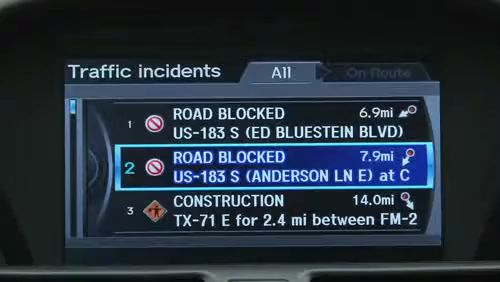 Traffic incidents All On Route
1 ROAD BLOCKED 6.9mi
US-183 S (ED BLUESTEIN BLVD)
2 ROAD BLOCKED 7.9mi
US-183 S (ANDERSON LN E) at C
3 CONSTRUCTION 14.0mi
TX-71 E for 2.4 mi between FM-2